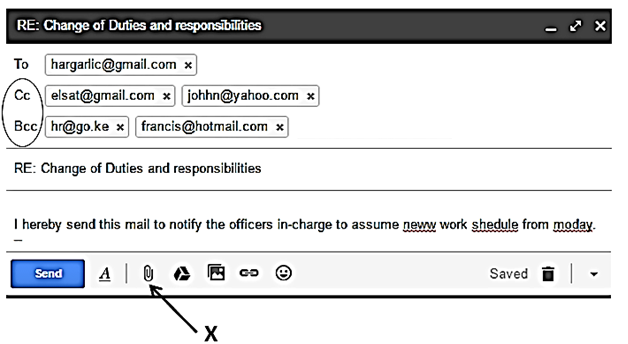 RE: Change of Duties and responsibilities
To hargarlic@gmail.com ×
Cc elsat@gmail.com × johhn@yahoo.com ×
Bcc hr@go.ke × francis@hotmail.com ×
RE: Change of Duties and responsibilities
I hereby send this mail to notify the officers in-charge to assume neww work shedule from moday.
Send A Saved
X